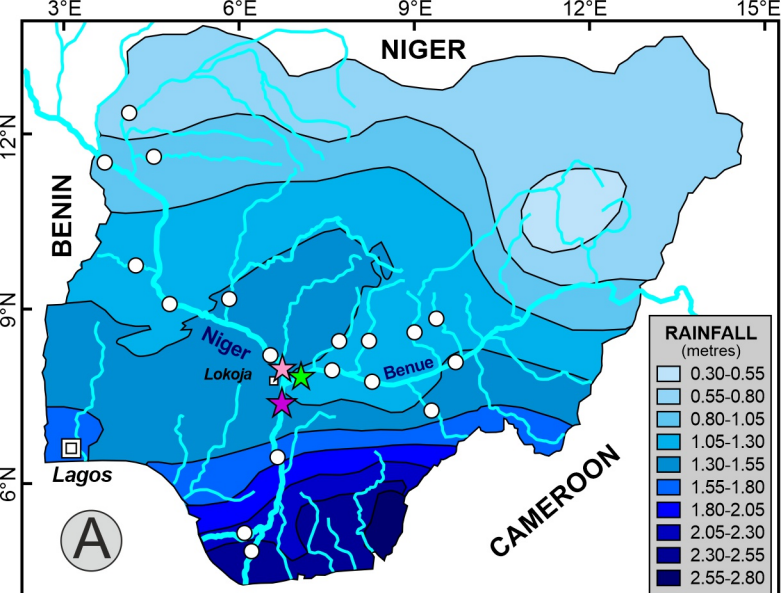 3°E 6°E 9°E 12°E 15°E
NIGER
12°N
BENIN
9°N
Niger
Lokoja
Benue
RAINFALL
(metres)
0.30-0.55
0.55-0.80
0.80-1.05
1.05-1.30
1.30-1.55
1.55-1.80
1.80-2.05
2.05-2.30
2.30-2.55
2.55-2.80
Lagos
6°N
CAMEROON
A